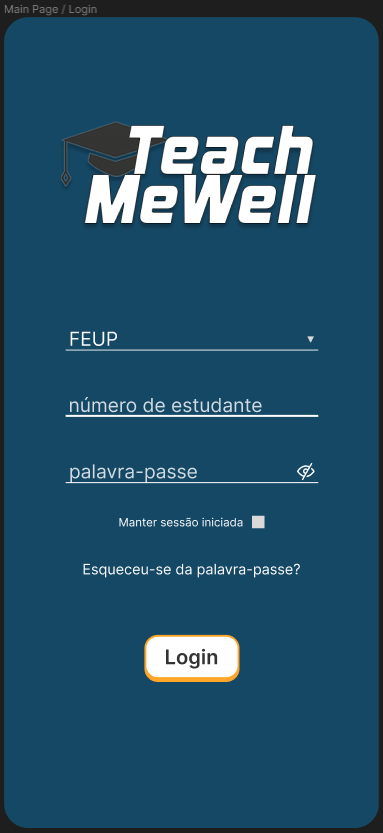 Main Page / Login
Teach
MeWell
FEUP
número de estudante
palavra-passe
Manter sessão iniciada
Esqueceu-se da palavra-passe?
Login